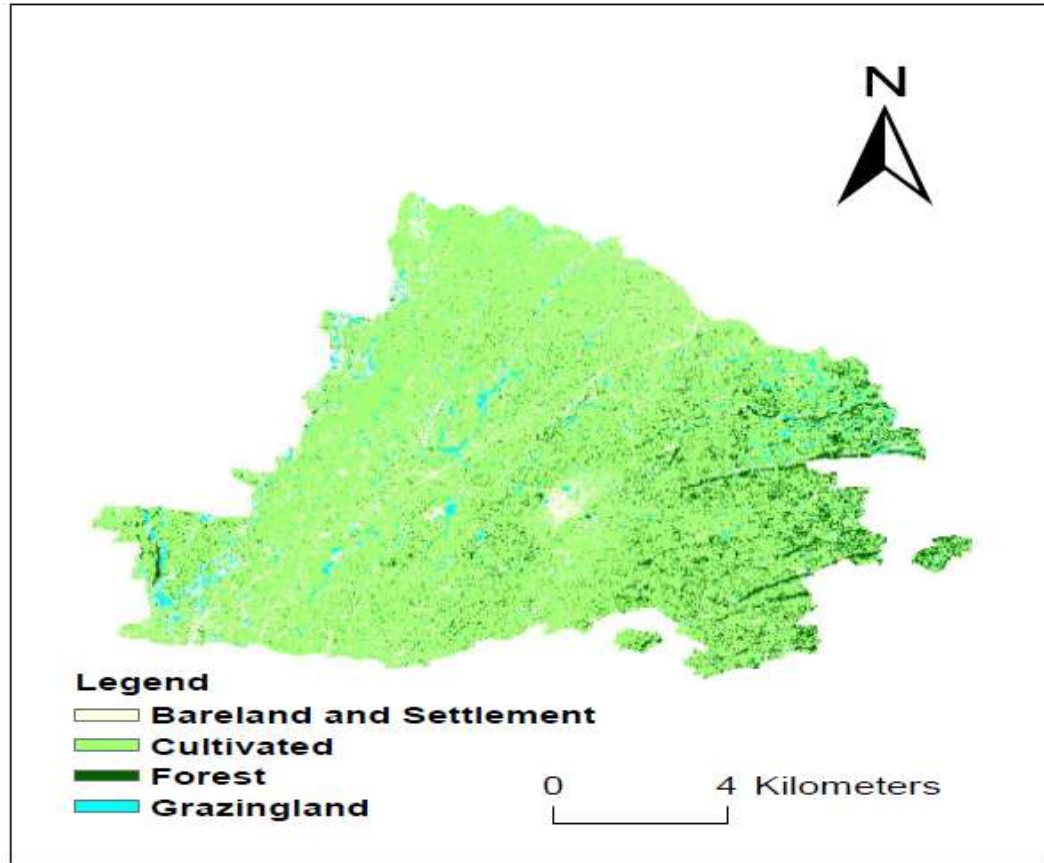 N
Legend
Bareland and Settlement
Cultivated
Forest
Grazingland
0 4 Kilometers